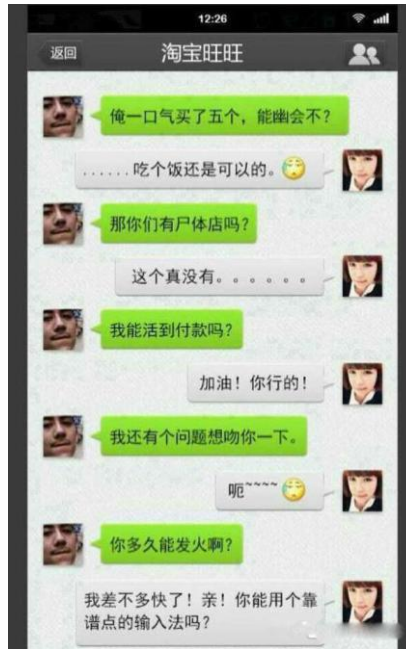 12:26
返回
淘宝旺旺
俺一口气买了五个，能幽会不？
......吃个饭还是可以的。
那你们有尸体店吗？
这个真没有。。。。。。
我能活到付款吗？
加油！你行的！
我还有个问题想吻你一下。
呃~~~~
你多久能发火啊？
我差不多快了！亲！你能用个靠
谱点的输入法吗？